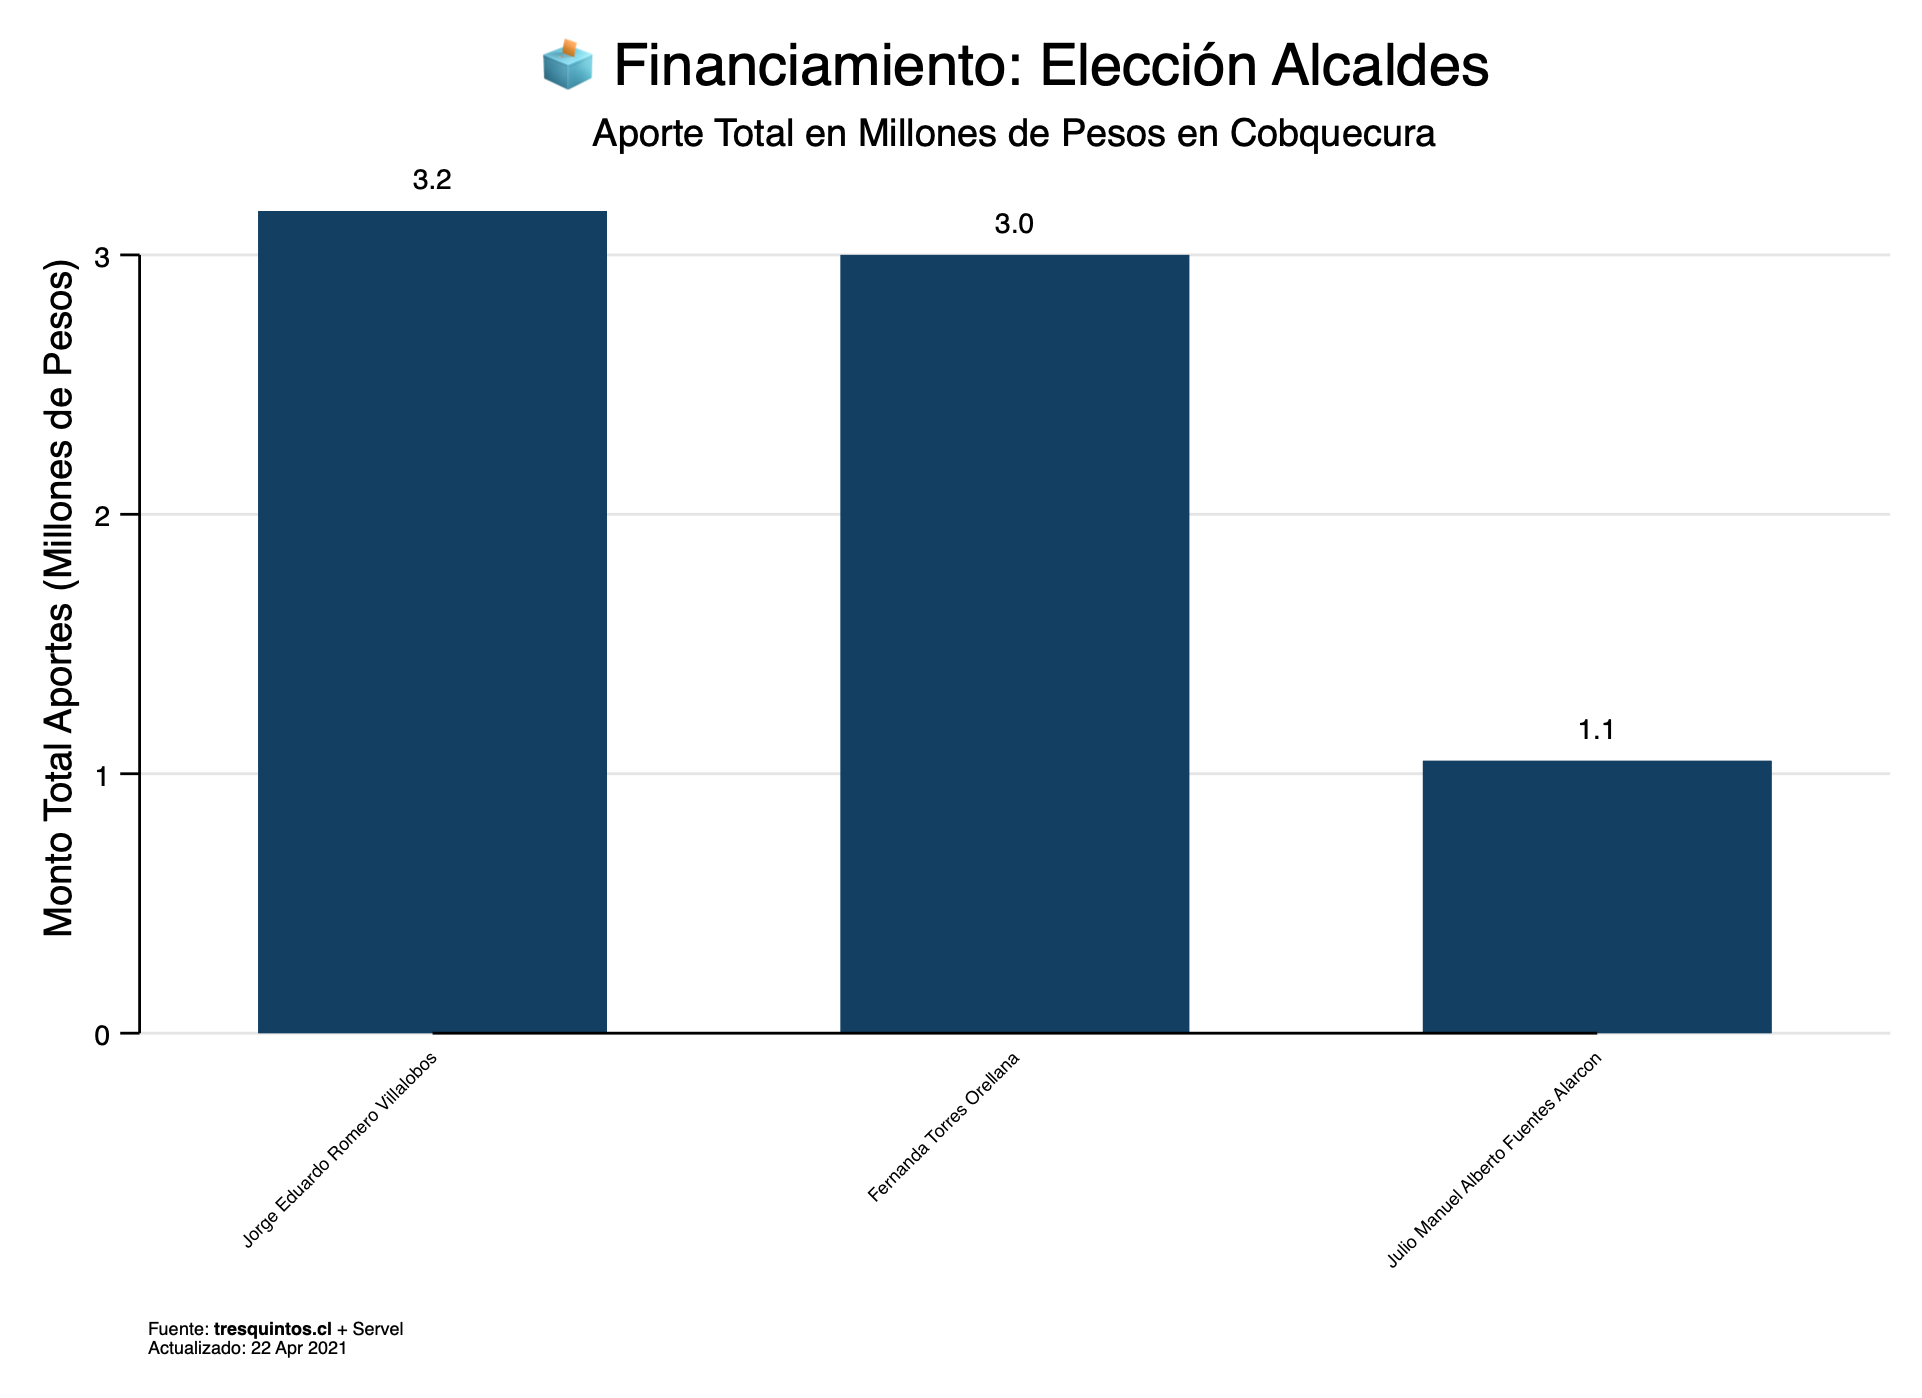 Financiamiento: Elección Alcaldes
Aporte Total en Millones de Pesos en Cobquecura
Monto Total Aportes (Millones de Pesos)
3
2
1
0
3.2
3.0
1.1
Jorge Eduardo Romero Villalobos
Fernanda Torres Orellana
Julio Manuel Alberto Fuentes Alarcon
Fuente: tresquintos.cl + Servel
Actualizado: 22 Apr 2021